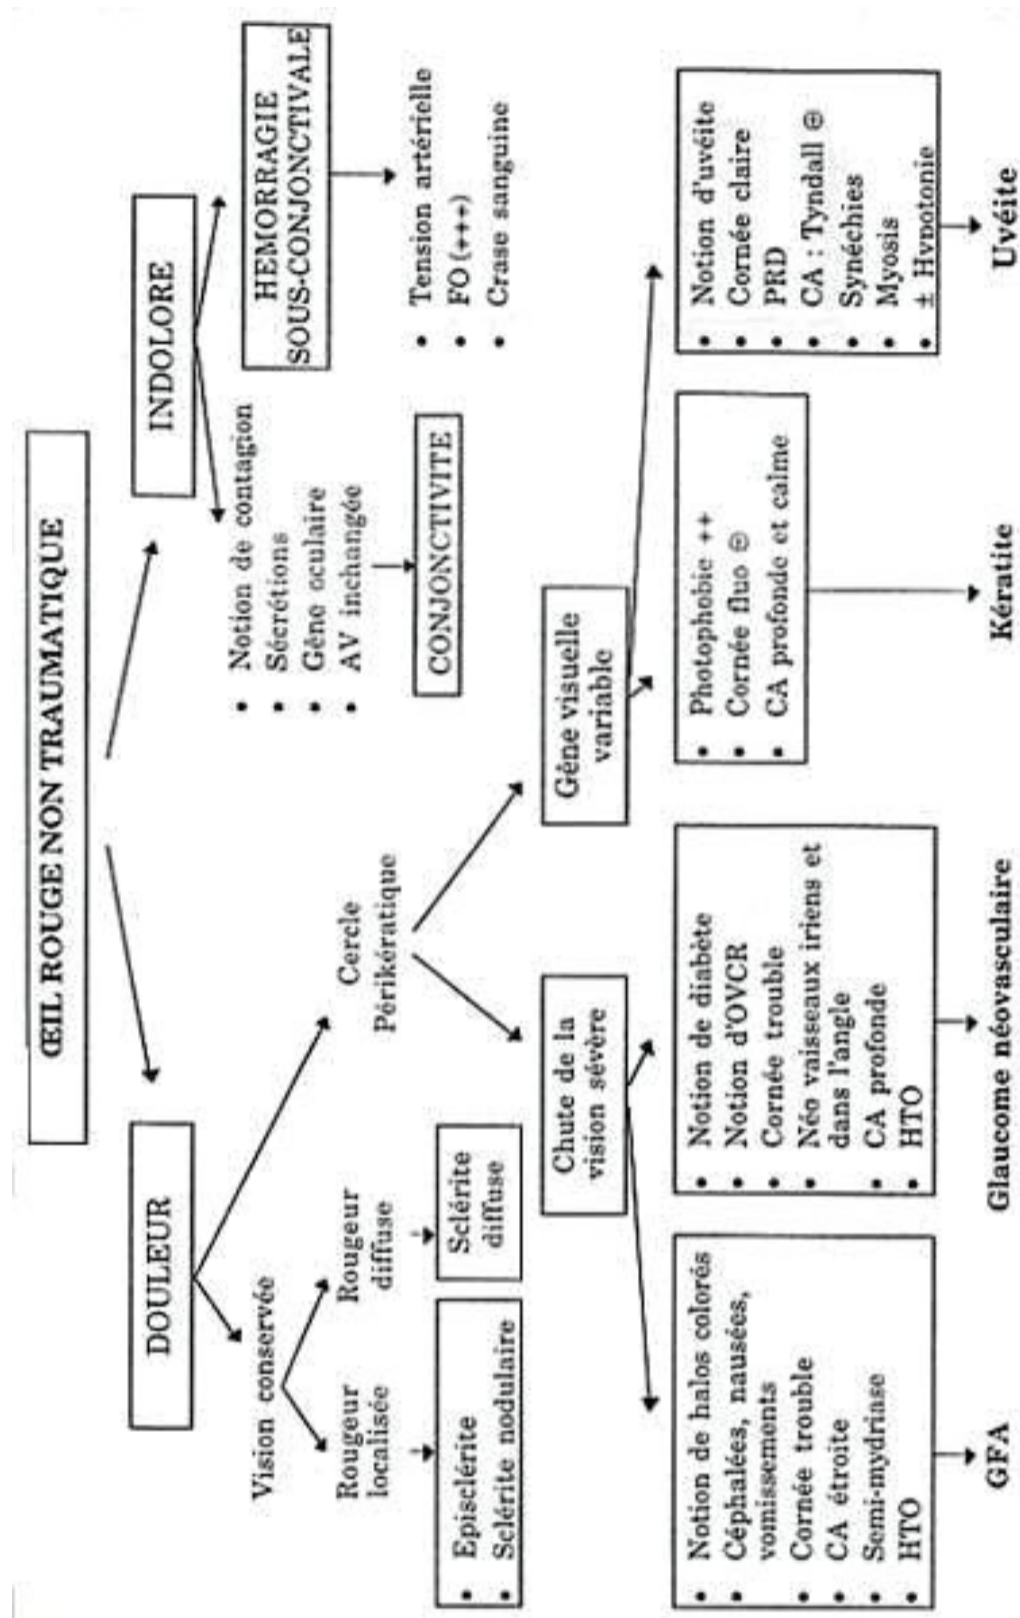 ŒIL ROUGE NON TRAUMATIQUE
DOULEUR
INDOLORE
Vision conservée
Rougeur
localisée
Rougeur
diffuse
• Episclérite
• Sclérite nodulaire
Sclérite
diffuse
Cercle
Périkératique
• Notion de contagion
• Sécrétions
• Gêne oculaire
• AV inchangée
CONJONCTIVITE
HEMORRAGIE
SOUS-CONJONCTIVALE
• Tension artérielle
• FO (+++)
• Crase sanguine
Chute de la
vision sévère
Gêne visuelle
variable
• Notion de halos colorés
• Céphalées, nausées,
vomissements
• Cornée trouble
• CA étroite
• Semi-mydriase
• HTO
GFA
• Notion de diabète
• Notion d'OVCR
• Cornée trouble
• Néo vaisseaux iriens et
dans l'angle
• CA profonde
• HTO
Glaucome néovasculaire
• Photophobie ++
• Cornée fluo ⊕
• CA profonde et calme
Kératite
• Notion d'uvéite
• Cornée claire
• PRD
• CA : Tyndall ⊕
• Synéchies
• Myosis
• ± Hypotonie
Uvéite